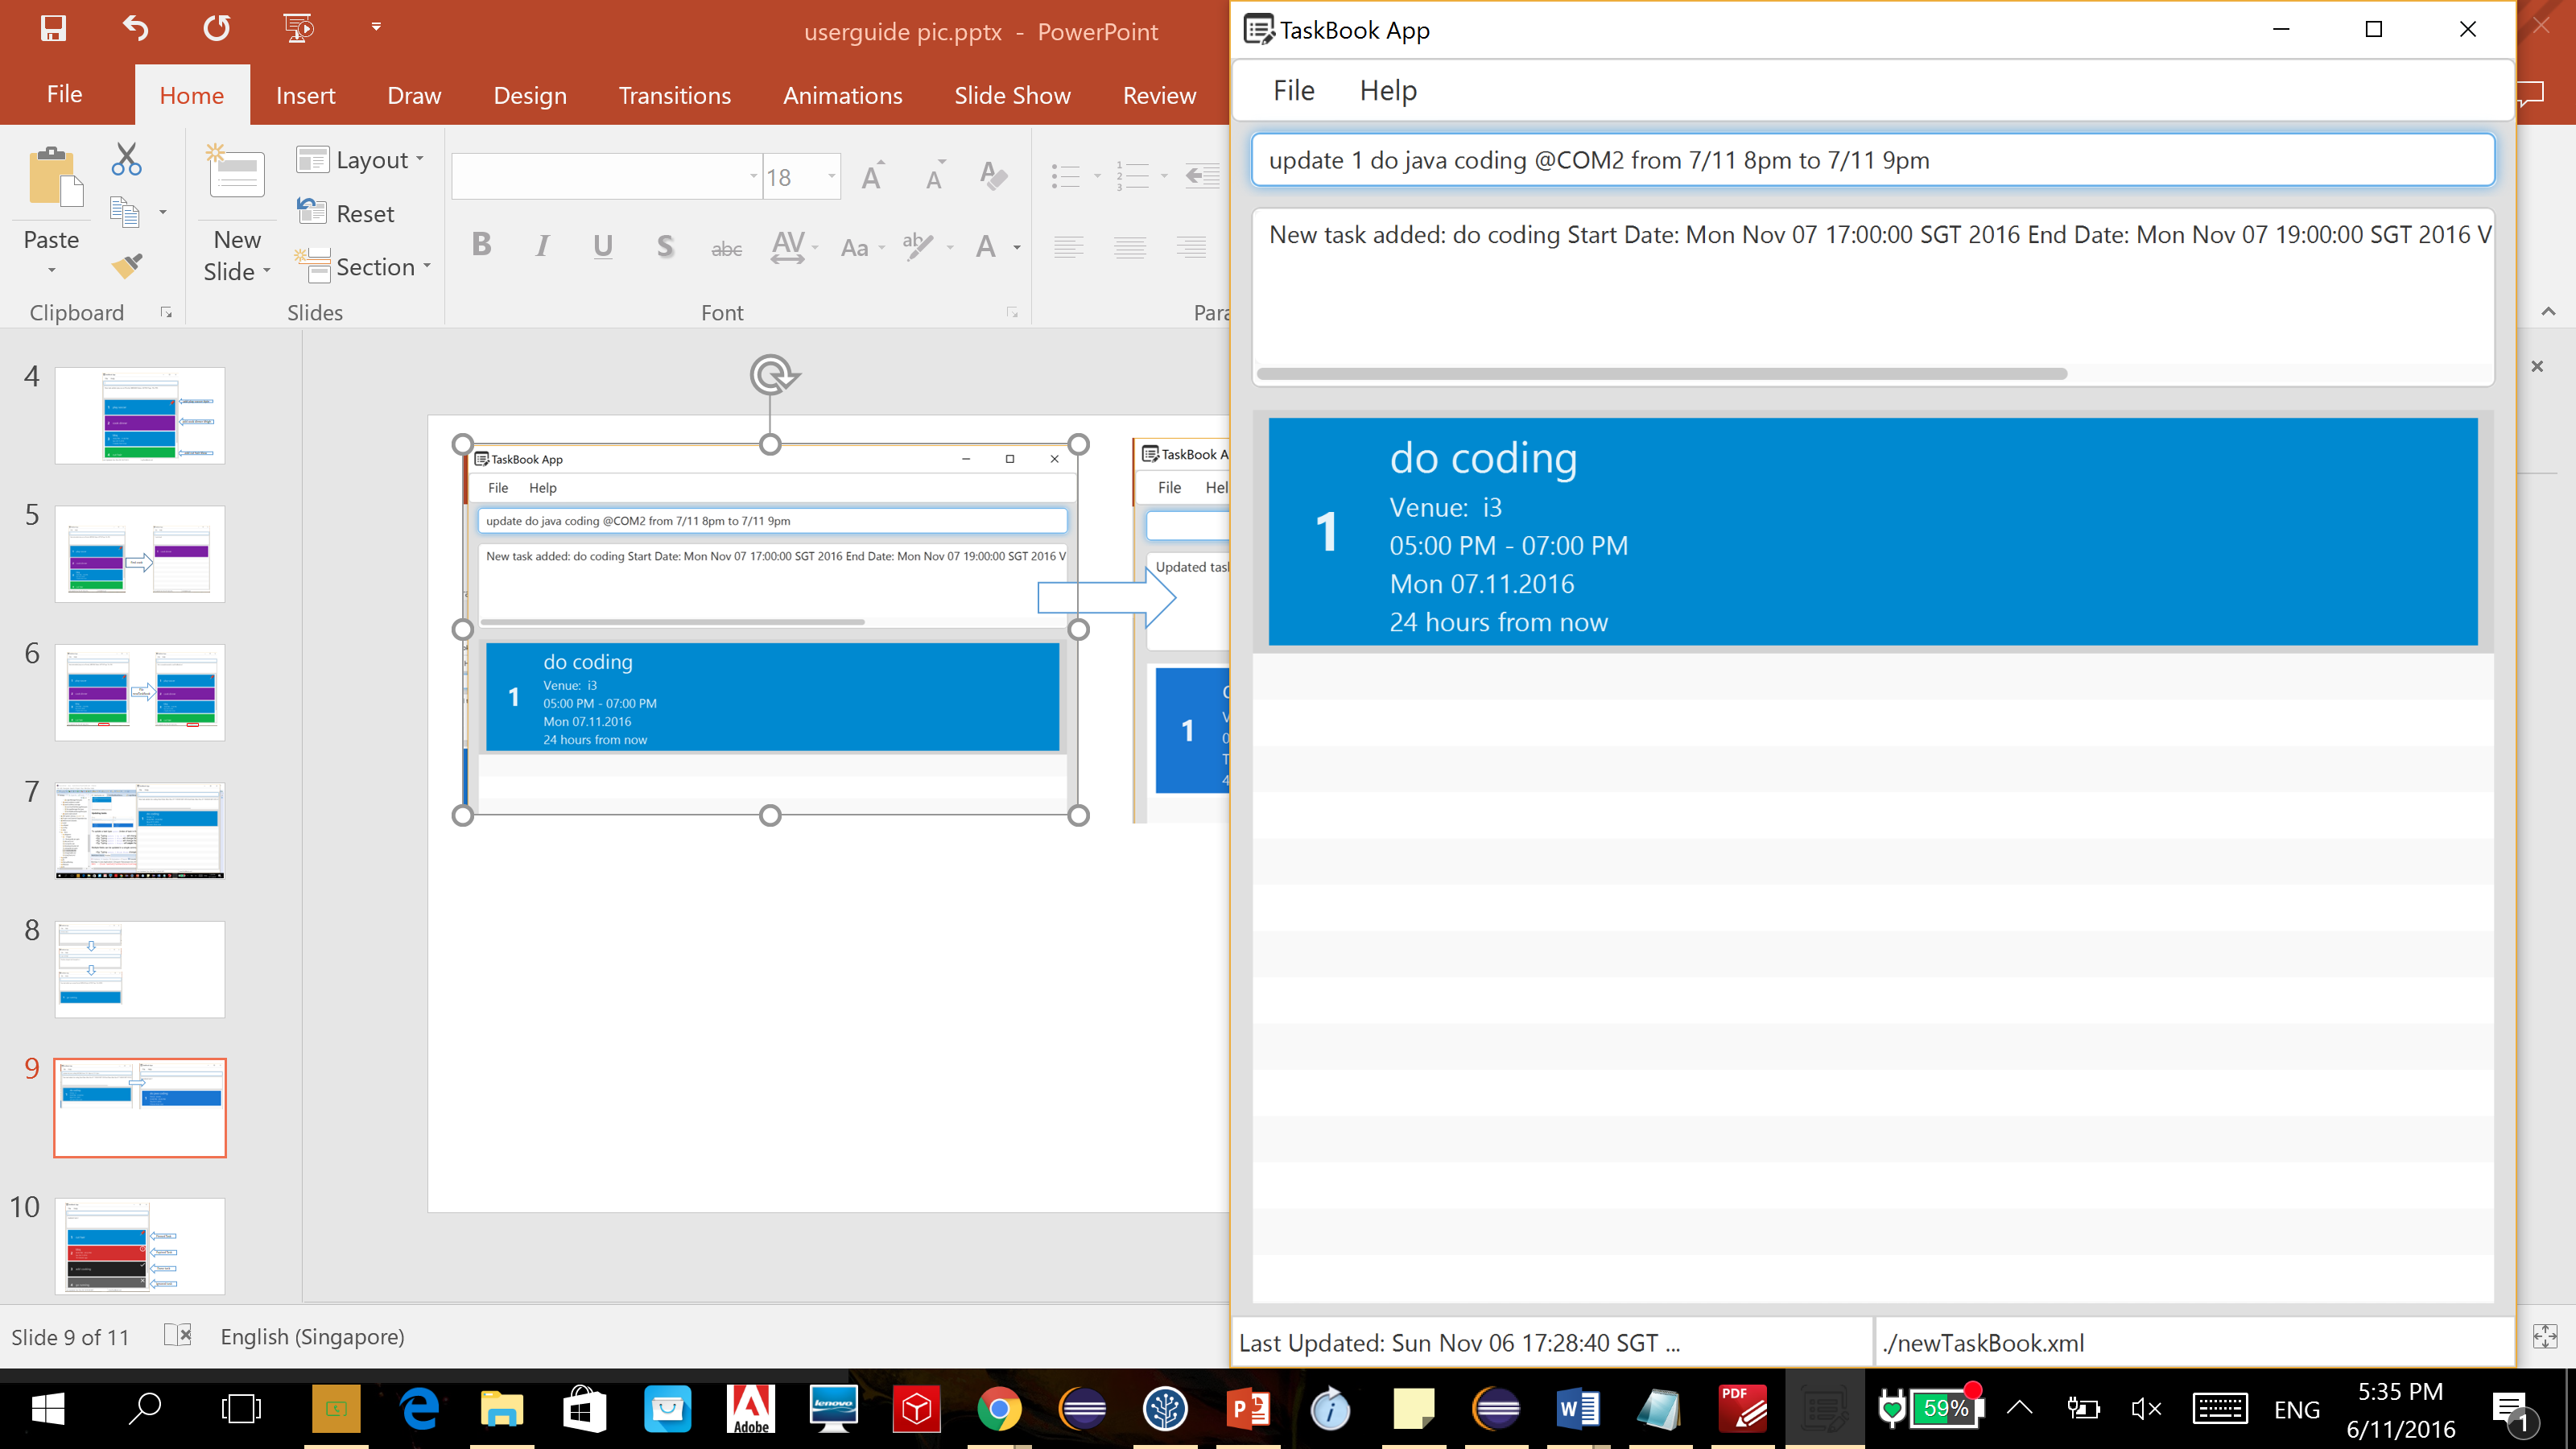 userguide pic.pptx - PowerPoint
File Home Insert Draw Design Transitions Animations Slide Show Review
Paste
Clipboard
New
Slide
Layout
Reset
Section
Slides
18
B I U S abc AV Aa ab A
Font
Para
4
5
6
7
8
9
10
TaskBook App
File Help
update do java coding @COM2 from 7/11 8pm to 7/11 9pm
New task added: do coding Start Date: Mon Nov 07 17:00:00 SGT 2016 End Date: Mon Nov 07 19:00:00 SGT 2016 V
1
do coding
Venue: i3
05:00 PM - 07:00 PM
Mon 07.11.2016
24 hours from now
TaskBook A
File Hel
Updated tas
1
TaskBook App
File Help
update 1 do java coding @COM2 from 7/11 8pm to 7/11 9pm
New task added: do coding Start Date: Mon Nov 07 17:00:00 SGT 2016 End Date: Mon Nov 07 19:00:00 SGT 2016 V
1
do coding
Venue: i3
05:00 PM - 07:00 PM
Mon 07.11.2016
24 hours from now
Last Updated: Sun Nov 06 17:28:40 SGT ...
./newTaskBook.xml
Slide 9 of 11
English (Singapore)
Adobe
lenovo
PDF
59%
ENG
5:35 PM
6/11/2016
1